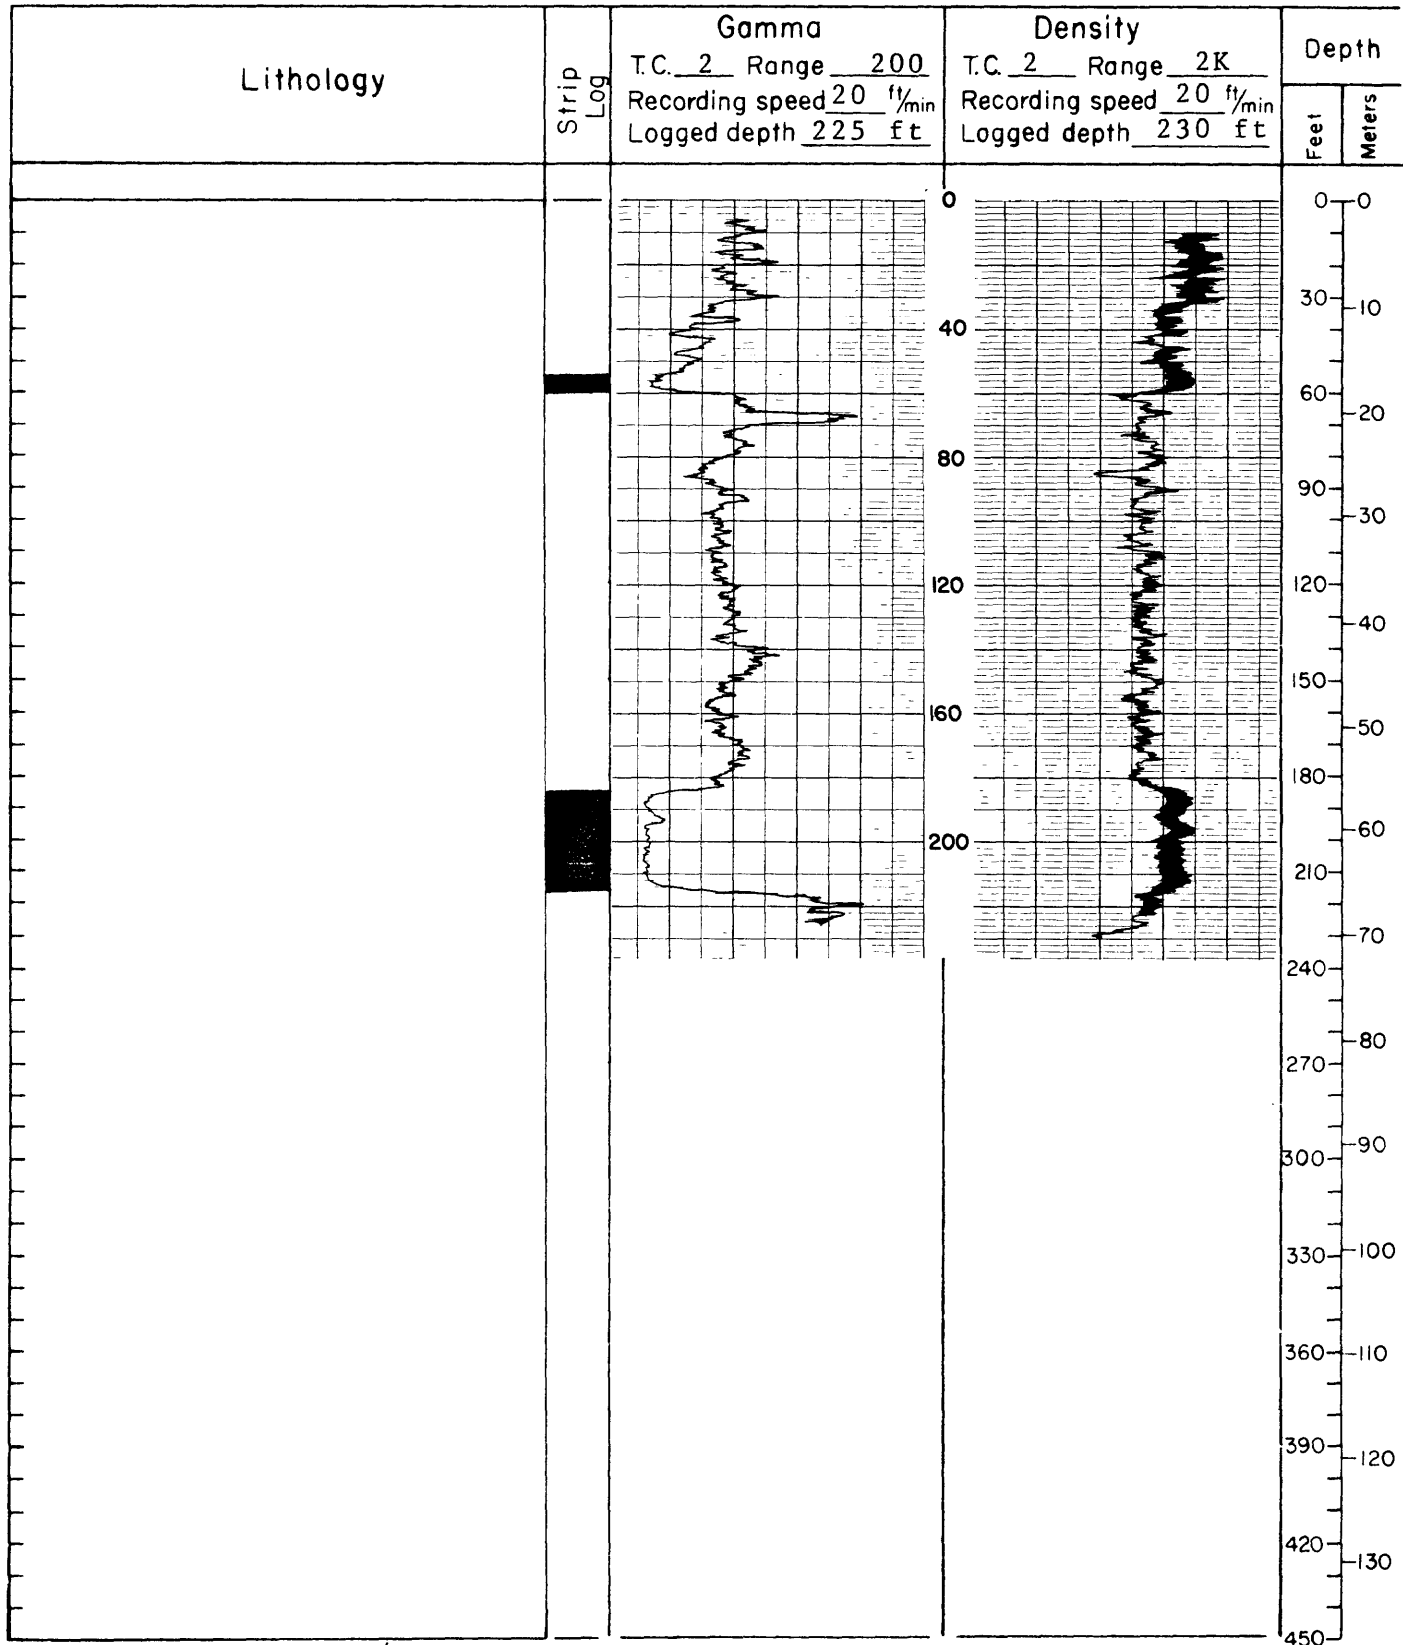 Lithology
Strip Log
Gamma
T.C. 2 Range 200
Recording speed 20 ft/min
Logged depth 225 ft
Density
T.C. 2 Range 2K
Recording speed 20 ft/min
Logged depth 230 ft
Depth
Feet
Meters
0
40
80
120
160
200
0
30
60
90
120
150
180
210
240
270
300
330
360
390
420
450
0
10
20
30
40
50
60
70
80
90
100
110
120
130